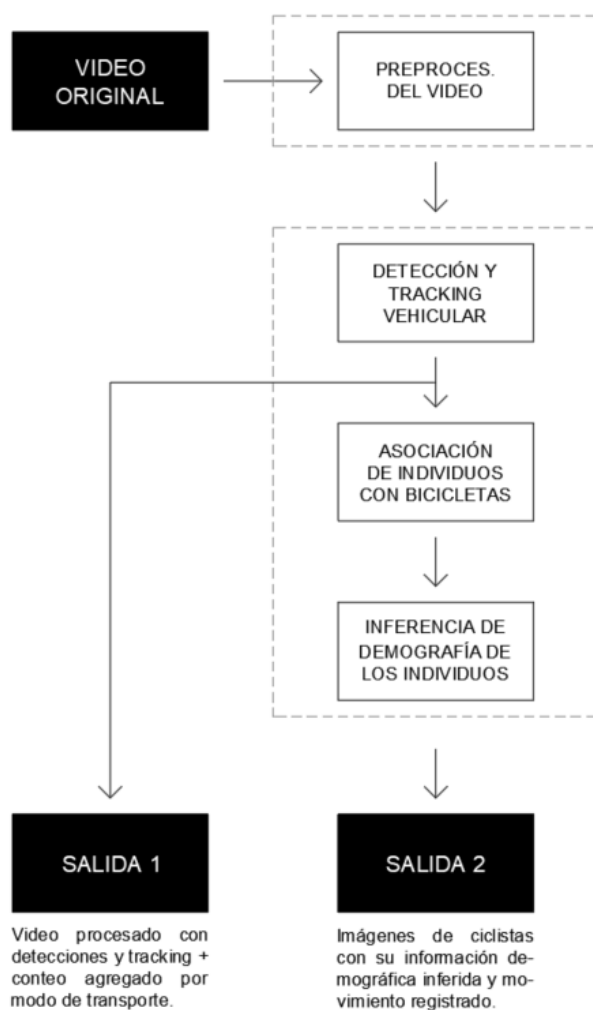 VIDEO
ORIGINAL
PREPROCES.
DEL VIDEO
DETECCIÓN Y
TRACKING
VEHICULAR
ASOCIACIÓN
DE INDIVIDUOS
CON BICICLETAS
INFERENCIA DE
DEMOGRAFÍA DE
LOS INDIVIDUOS
SALIDA 1
Video procesado con
detecciones y tracking +
conteo agregado por
modo de transporte.
SALIDA 2
Imágenes de ciclistas
con su información de-
mográfica inferida y mo-
vimiento registrado.